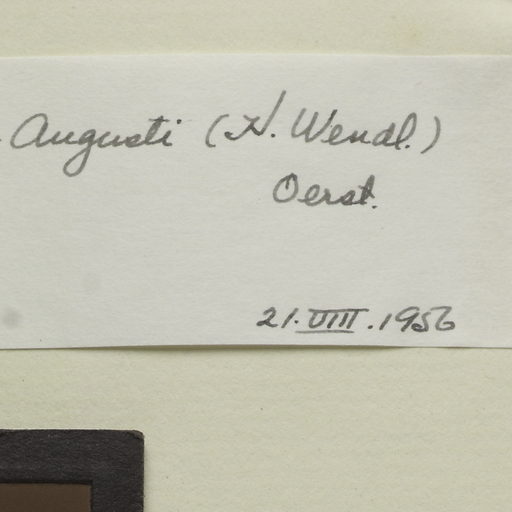 Augusti (H. Wendl.)
Oerst.
21.VIII.1956